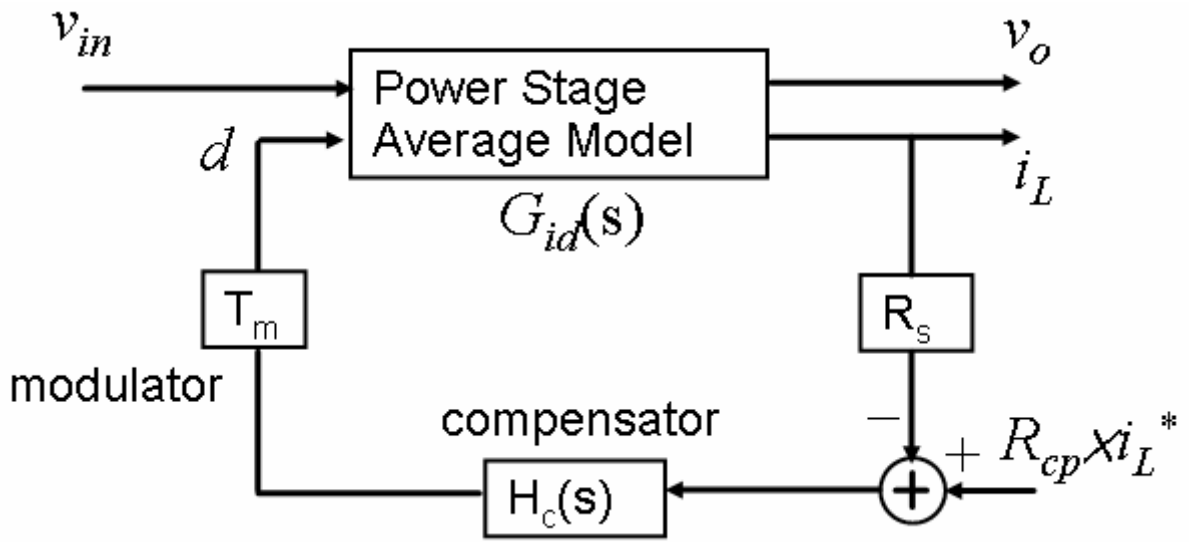 v_in
v_o
Power Stage
Average Model
d
i_L
G_id(s)
T_m
R_s
modulator
compensator
−
+ R_cp×i_L*
+
H_c(s)